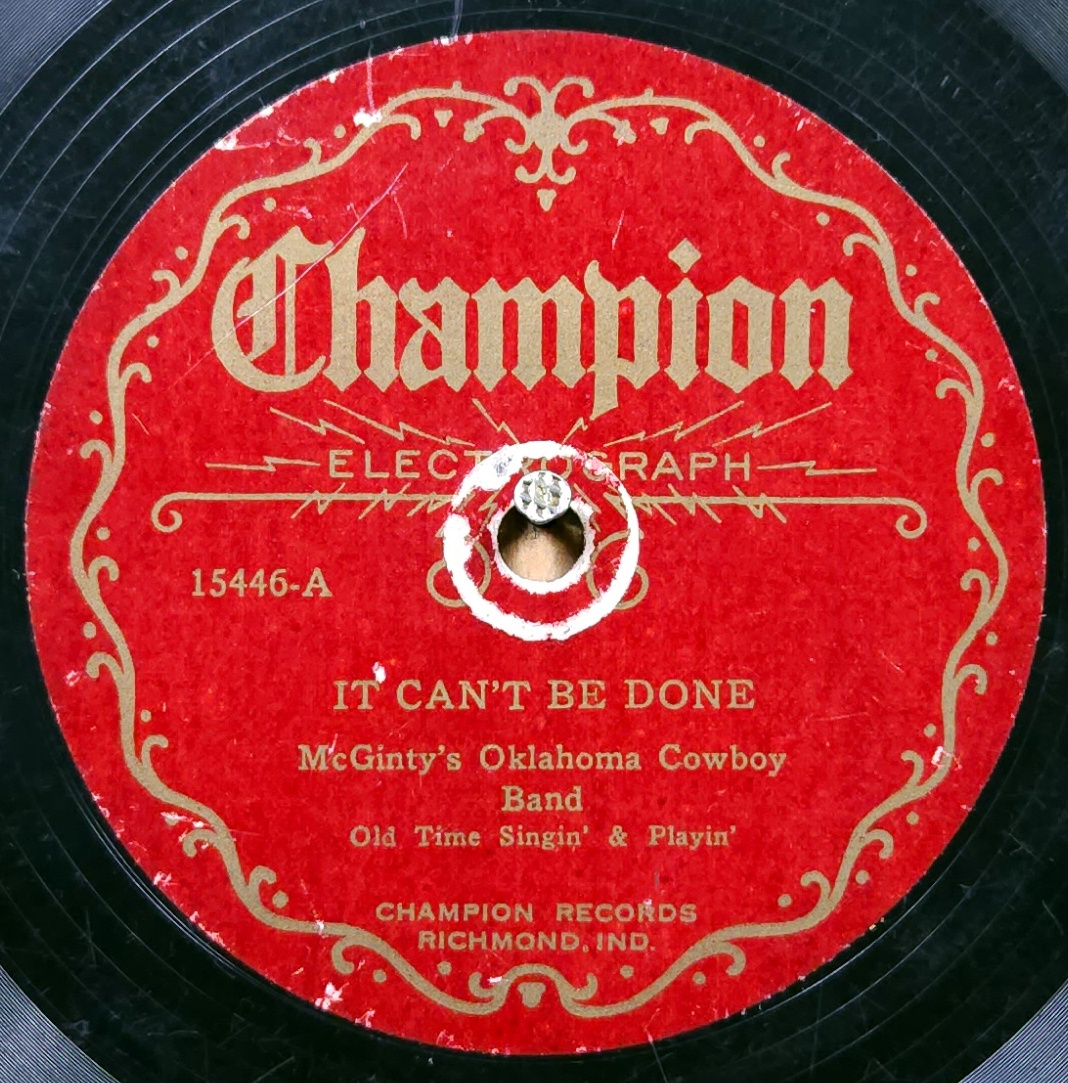 Champion
ELECTROGRAPH
15446-A
IT CAN'T BE DONE
McGinty's Oklahoma Cowboy
Band
Old Time Singin' & Playin'
CHAMPION RECORDS
RICHMOND, IND.